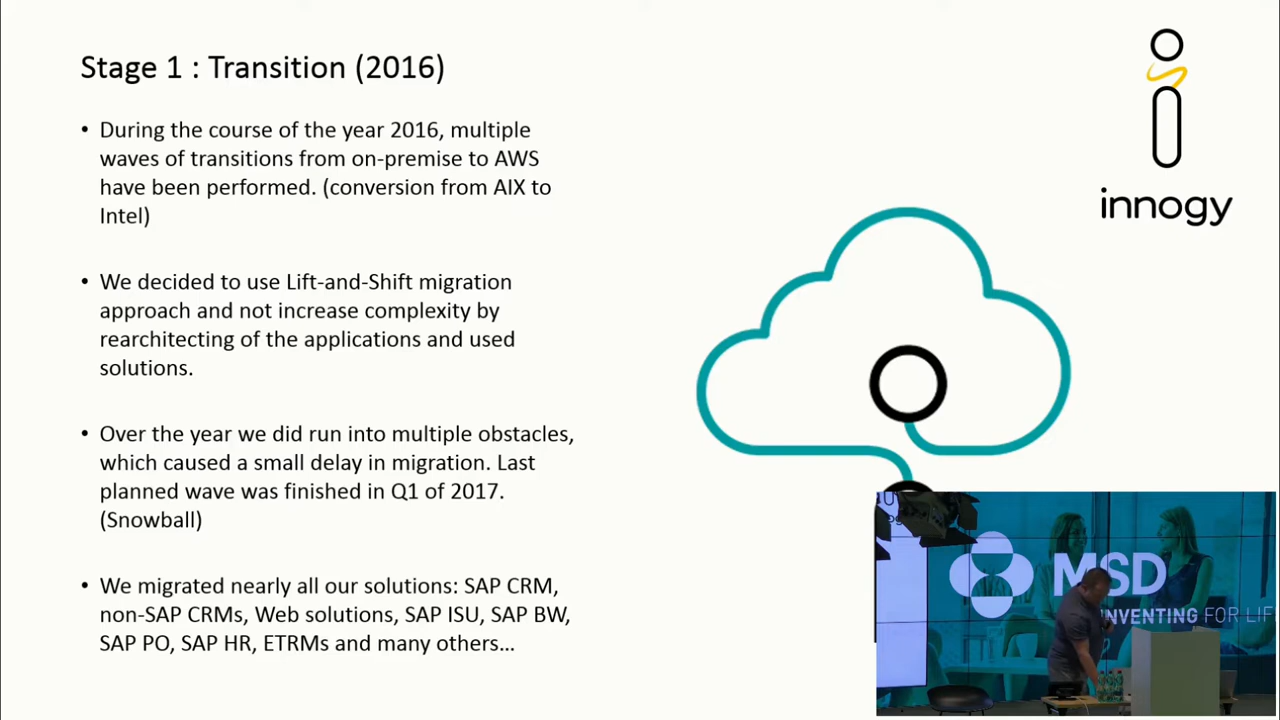 Stage 1 : Transition (2016)
• During the course of the year 2016, multiple
waves of transitions from on-premise to AWS
have been performed. (conversion from AIX to
Intel)
• We decided to use Lift-and-Shift migration
approach and not increase complexity by
rearchitecting of the applications and used
solutions.
• Over the year we did run into multiple obstacles,
which caused a small delay in migration. Last
planned wave was finished in Q1 of 2017.
(Snowball)
• We migrated nearly all our solutions: SAP CRM,
non-SAP CRMs, Web solutions, SAP ISU, SAP BW,
SAP PO, SAP HR, ETRMs and many others...
innogy
MSD
INVENTING FOR LIF